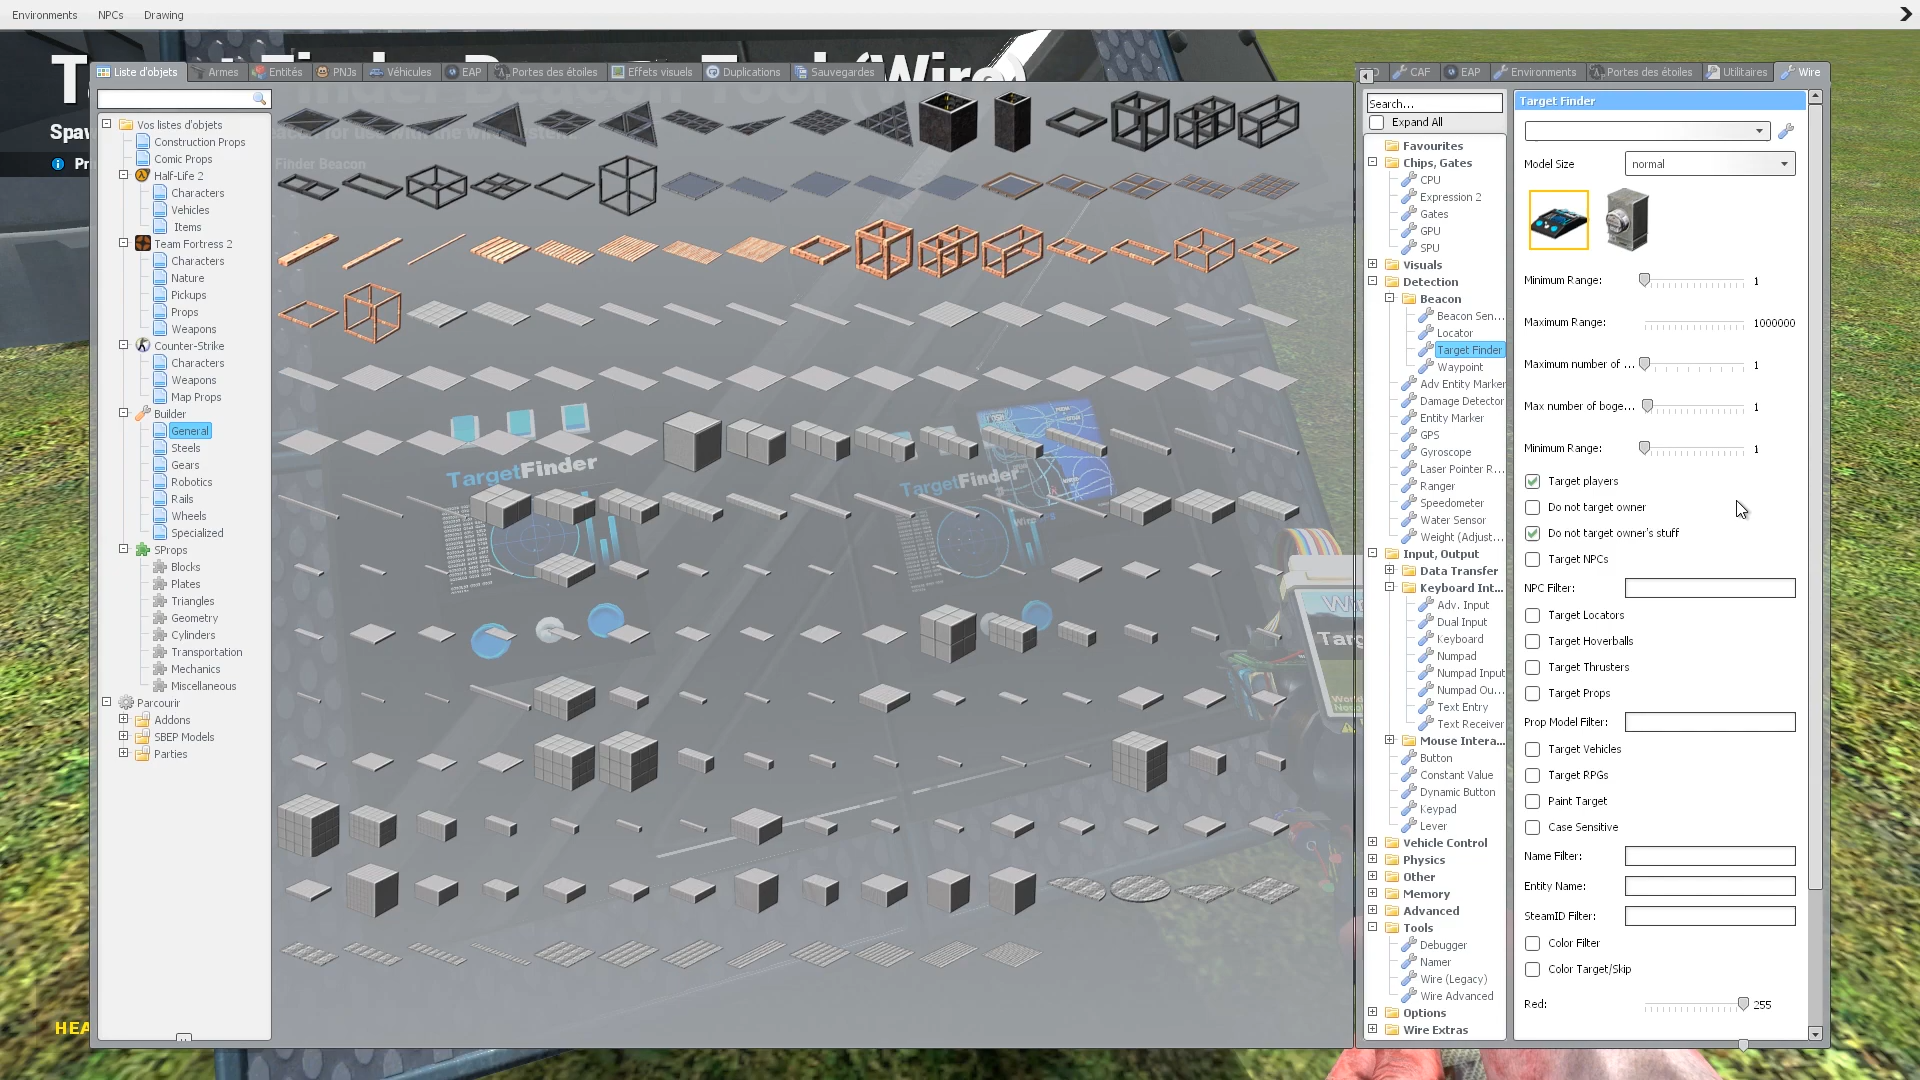 Environments NPCs Drawing
Liste d'objets Armes Entités PNJs Véhicules EAP Portes des étoiles Effets visuels Duplications Sauvegardes
CAF EAP Environments Portes des étoiles Utilitaires Wire
Vos listes d'objets
Construction Props
Comic Props
Half-Life 2
Characters
Vehicles
Items
Team Fortress 2
Characters
Nature
Pickups
Props
Weapons
Counter-Strike
Characters
Weapons
Map Props
Builder
General
Steels
Gears
Robotics
Rails
Wheels
Specialized
SProps
Blocks
Plates
Triangles
Geometry
Cylinders
Transportation
Mechanics
Miscellaneous
Parcourir
Addons
SBEP Models
Parties
Finder Beacon
TargetFinder
TargetFinder
HEA
Search...
Expand All
Favourites
Chips, Gates
CPU
Expression 2
Gates
GPU
SPU
Visuals
Detection
Beacon
Beacon Sen...
Locator
Target Finder
Waypoint
Adv Entity Marker
Damage Detector
Entity Marker
GPS
Gyroscope
Laser Pointer R...
Ranger
Speedometer
Water Sensor
Weight (Adjust...
Input, Output
Data Transfer
Keyboard Int...
Adv. Input
Dual Input
Keyboard
Numpad
Numpad Input
Numpad Ou...
Text Entry
Text Receiver
Mouse Intera...
Button
Constant Value
Dynamic Button
Keypad
Lever
Vehicle Control
Physics
Other
Memory
Advanced
Tools
Debugger
Namer
Wire (Legacy)
Wire Advanced
Options
Wire Extras
Target Finder
Model Size normal
Minimum Range: 1
Maximum Range: 1000000
Maximum number of ... 1
Max number of boge... 1
Minimum Range: 1
Target players
Do not target owner
Do not target owner's stuff
Target NPCs
NPC Filter:
Target Locators
Target Hoverballs
Target Thrusters
Target Props
Prop Model Filter:
Target Vehicles
Target RPGs
Paint Target
Case Sensitive
Name Filter:
Entity Name:
SteamID Filter:
Color Filter
Color Target/Skip
Red: 255